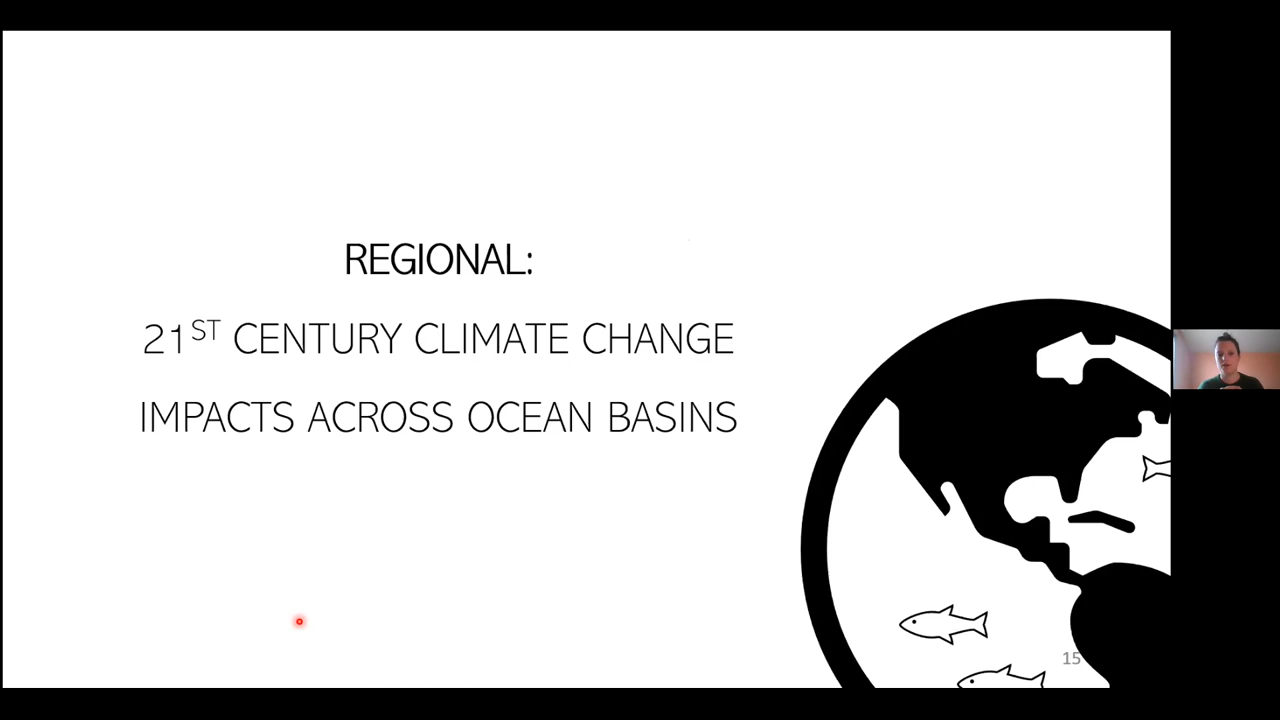 REGIONAL:
21ST CENTURY CLIMATE CHANGE
IMPACTS ACROSS OCEAN BASINS
15